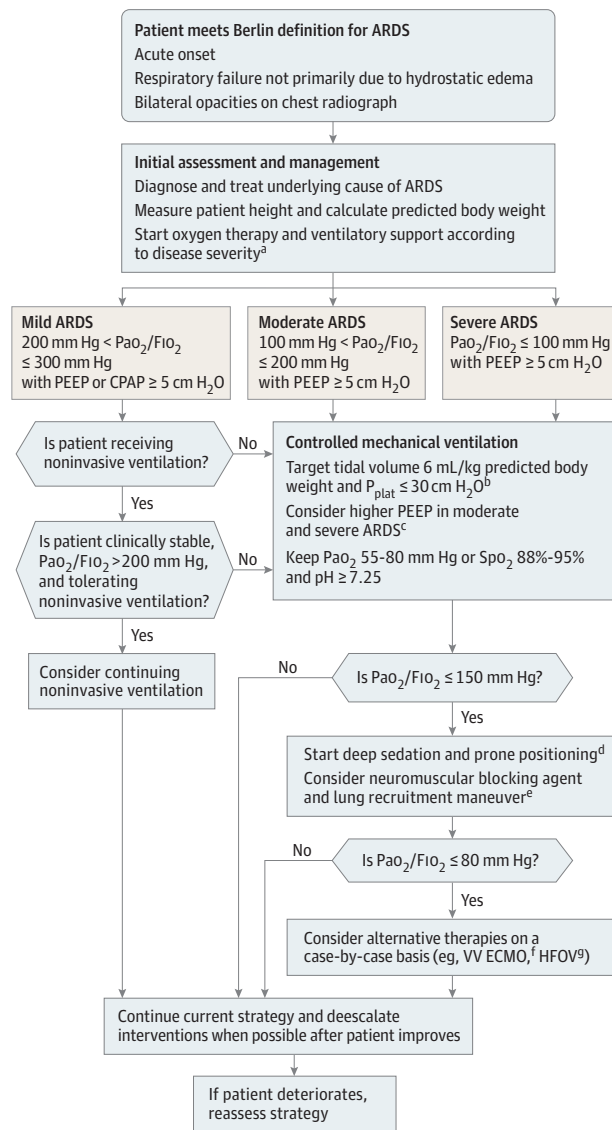 Patient meets Berlin definition for ARDS
Acute onset
Respiratory failure not primarily due to hydrostatic edema
Bilateral opacities on chest radiograph
Initial assessment and management
Diagnose and treat underlying cause of ARDS
Measure patient height and calculate predicted body weight
Start oxygen therapy and ventilatory support according
to disease severityᵃ
Mild ARDS
200 mm Hg < PaO₂/FIO₂
≤ 300 mm Hg
with PEEP or CPAP ≥ 5 cm H₂O
Moderate ARDS
100 mm Hg < PaO₂/FIO₂
≤ 200 mm Hg
with PEEP ≥ 5 cm H₂O
Severe ARDS
PaO₂/FIO₂ ≤ 100 mm Hg
with PEEP ≥ 5 cm H₂O
Is patient receiving
noninvasive ventilation?
No
Yes
Is patient clinically stable,
PaO₂/FIO₂ >200 mm Hg,
and tolerating
noninvasive ventilation?
No
Yes
Consider continuing
noninvasive ventilation
Controlled mechanical ventilation
Target tidal volume 6 mL/kg predicted body
weight and Pplat ≤ 30 cm H₂Oᵇ
Consider higher PEEP in moderate
and severe ARDSᶜ
Keep PaO₂ 55-80 mm Hg or SpO₂ 88%-95%
and pH ≥ 7.25
Is PaO₂/FIO₂ ≤ 150 mm Hg?
No
Yes
Start deep sedation and prone positioningᵈ
Consider neuromuscular blocking agent
and lung recruitment maneuverᵉ
Is PaO₂/FIO₂ ≤ 80 mm Hg?
No
Yes
Consider alternative therapies on a
case-by-case basis (eg, VV ECMO,ᶠ HFOVᵍ)
Continue current strategy and deescalate
interventions when possible after patient improves
If patient deteriorates,
reassess strategy